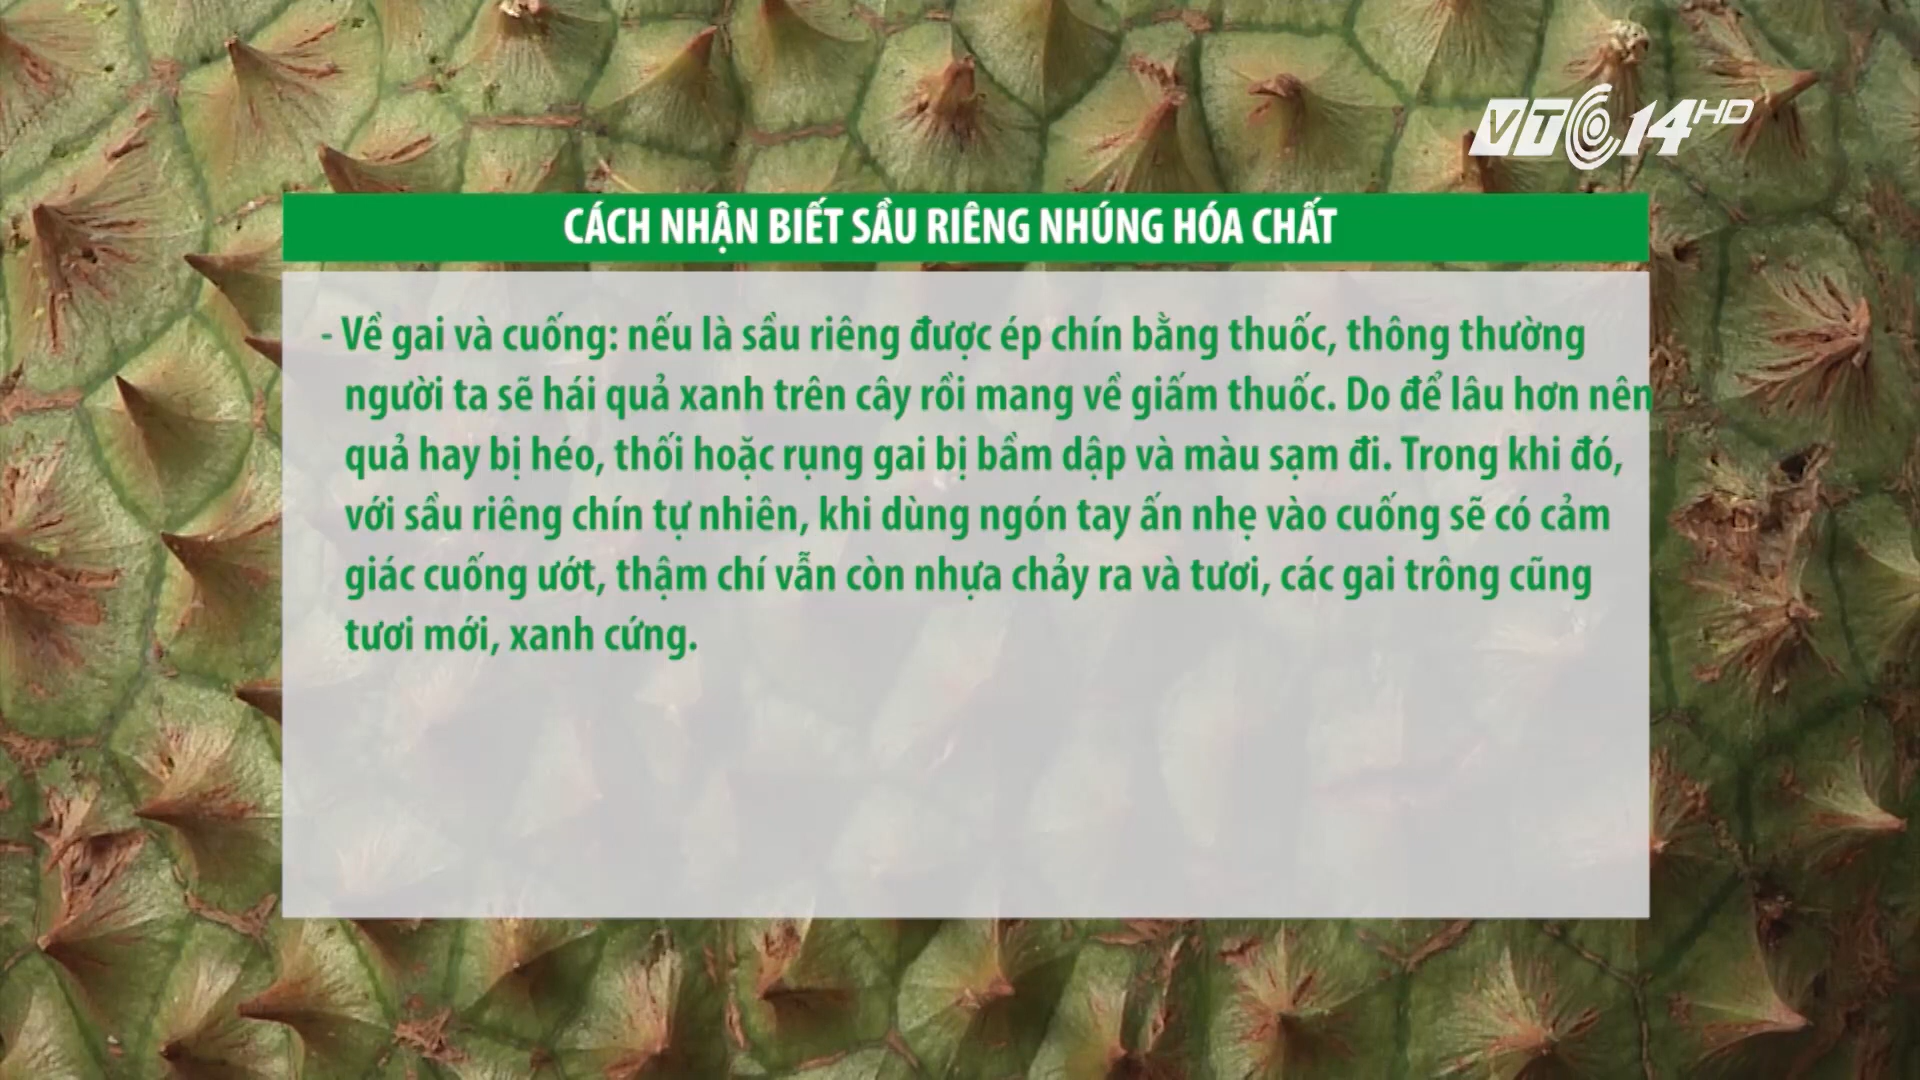 VTC14HD
CÁCH NHẬN BIẾT SẦU RIÊNG NHÚNG HÓA CHẤT
- Về gai và cuống: nếu là sầu riêng được ép chín bằng thuốc, thông thường
người ta sẽ hái quả xanh trên cây rồi mang về giấm thuốc. Do để lâu hơn nên
quả hay bị héo, thối hoặc rụng gai bị bầm dập và màu sạm đi. Trong khi đó,
với sầu riêng chín tự nhiên, khi dùng ngón tay ấn nhẹ vào cuống sẽ có cảm
giác cuống ướt, thậm chí vẫn còn nhựa chảy ra và tươi, các gai trông cũng
tươi mới, xanh cứng.